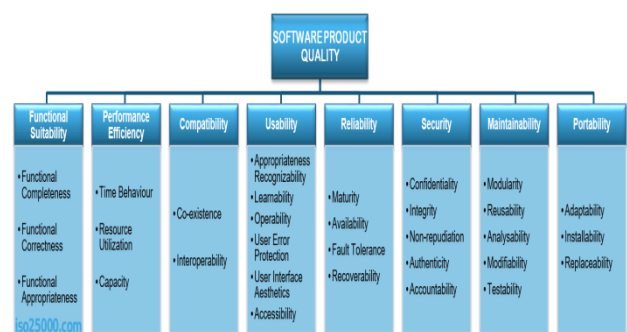 SOFTWARE PRODUCT
QUALITY
Functional
Suitability
•Functional
Completeness
•Functional
Correctness
•Functional
Appropriateness
Performance
Efficiency
•Time Behaviour
•Resource
Utilization
•Capacity
Compatibility
•Co-existence
•Interoperability
Usability
•Appropriateness
Recognizability
•Learnability
•Operability
•User Error
Protection
•User Interface
Aesthetics
•Accessibility
Reliability
•Maturity
•Availability
•Fault Tolerance
•Recoverability
Security
•Confidentiality
•Integrity
•Non-repudiation
•Authenticity
•Accountability
Maintainability
•Modularity
•Reusability
•Analysability
•Modifiability
•Testability
Portability
•Adaptability
•Installability
•Replaceability
iso25000.com